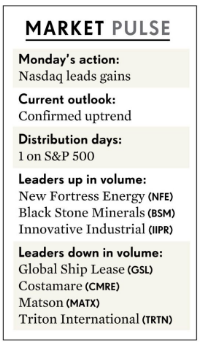 MARKET PULSE
Monday's action:
Nasdaq leads gains
Current outlook:
Confirmed uptrend
Distribution days:
1 on S&P 500
Leaders up in volume:
New Fortress Energy (NFE)
Black Stone Minerals (BSM)
Innovative Industrial (IIPR)
Leaders down in volume:
Global Ship Lease (GSL)
Costamare (CMRE)
Matson (MATX)
Triton International (TRTN)